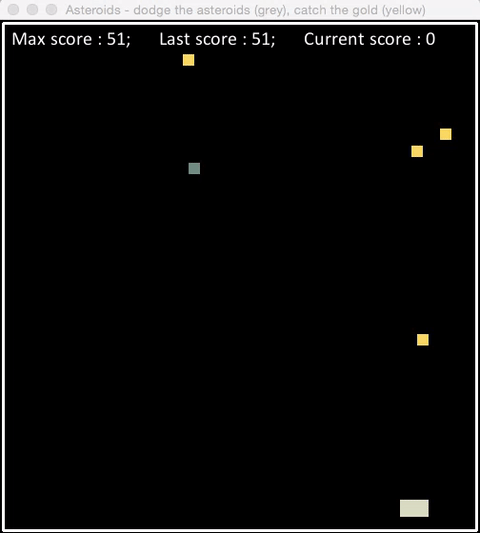 Asteroids - dodge the asteroids (grey), catch the gold (yellow)
Max score : 51; Last score : 51; Current score : 0